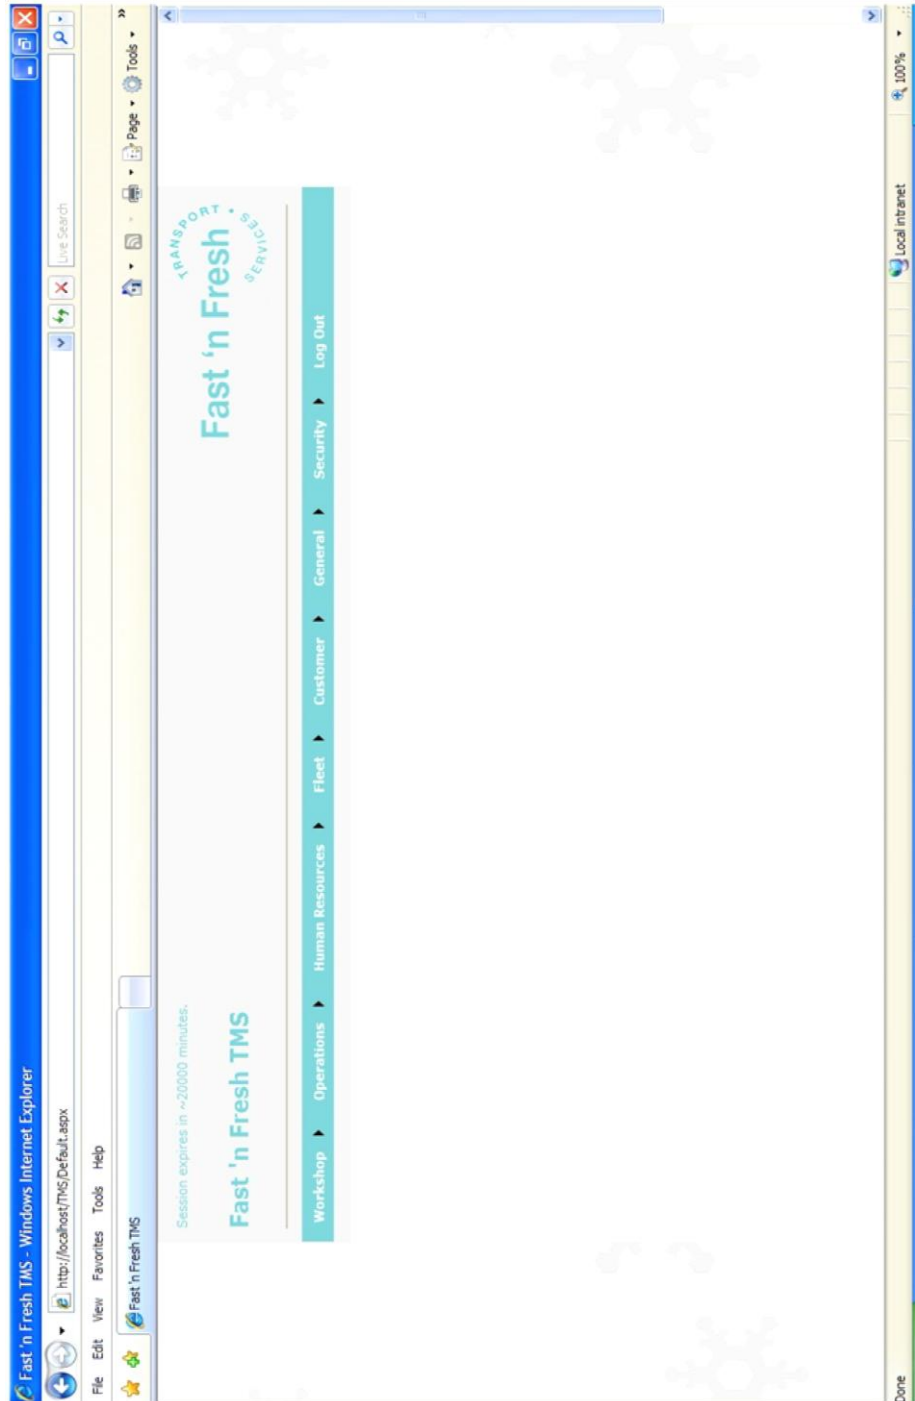 Fast 'n Fresh TMS - Windows Internet Explorer
http://localhost/TMS/Default.aspx
Live Search
File Edit View Favorites Tools Help
Fast 'n Fresh TMS
Page Tools
Session expires in ~20000 minutes.
TRANSPORT • SERVICES
Fast 'n Fresh TMS
Fast ‘n Fresh
Workshop Operations Human Resources Fleet Customer General Security Log Out
Done
Local intranet
100%